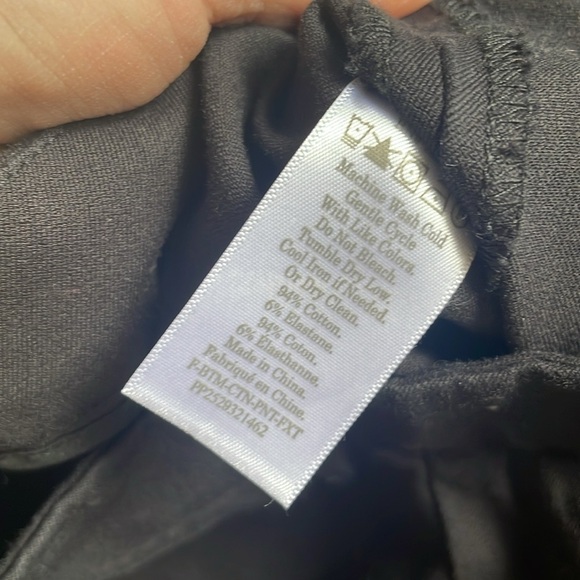 Machine Wash Cold
Gentle Cycle
With Like Colors.
Do Not Bleach.
Tumble Dry Low.
Cool Iron if Needed.
Or Dry Clean.
94% Cotton.
6% Elastane.
94% Coton.
6% Élasthanne.
Made in China.
Fabriqué en Chine.
P-BTM-CTN-PNT-FXT
PP2529321462